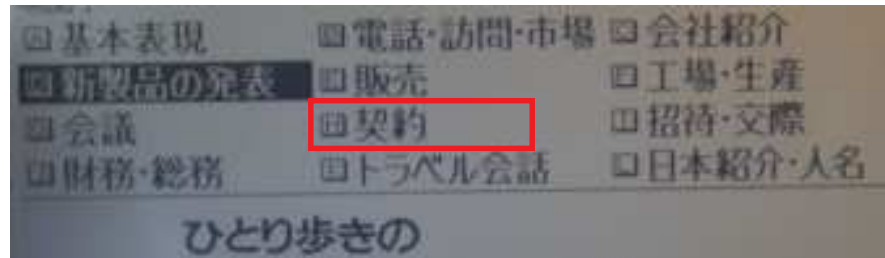 基本表現 電話・訪問・市場 会社紹介
新製品の発表 販売 工場・生産
会議 契約 招待・交際
財務・総務 トラベル会話 日本紹介・人名
ひとり歩きの